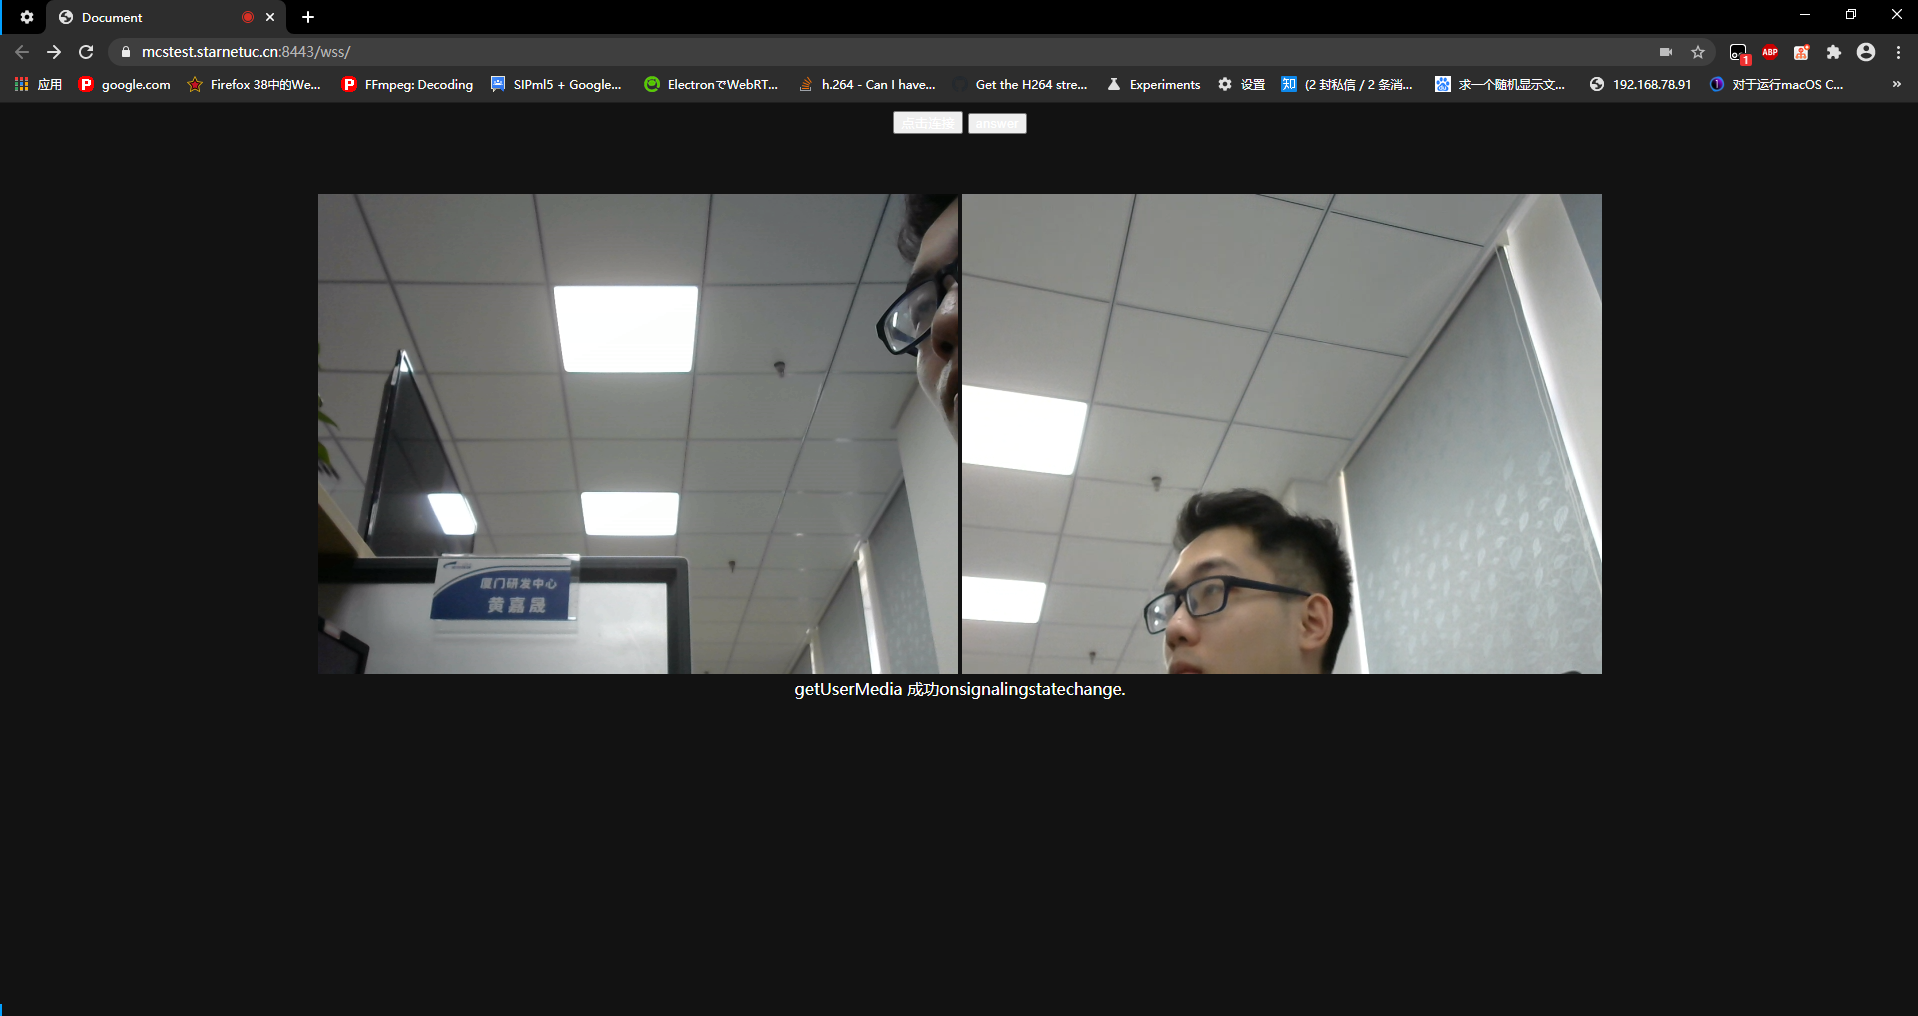 Document
mcstest.starnetuc.cn:8443/wss/
1
ABP
应用
google.com
Firefox 38中的We...
FFmpeg: Decoding
SIPml5 + Google...
ElectronでWebRT...
h.264 - Can I have...
Get the H264 stre...
Experiments
设置
知
(2 封私信 / 2 条消...
求一个随机显示文...
192.168.78.91
对于运行macOS C...
»
点击连接
answer
厦门研发中心
黄嘉晟
getUserMedia 成功onsignalingstatechange.